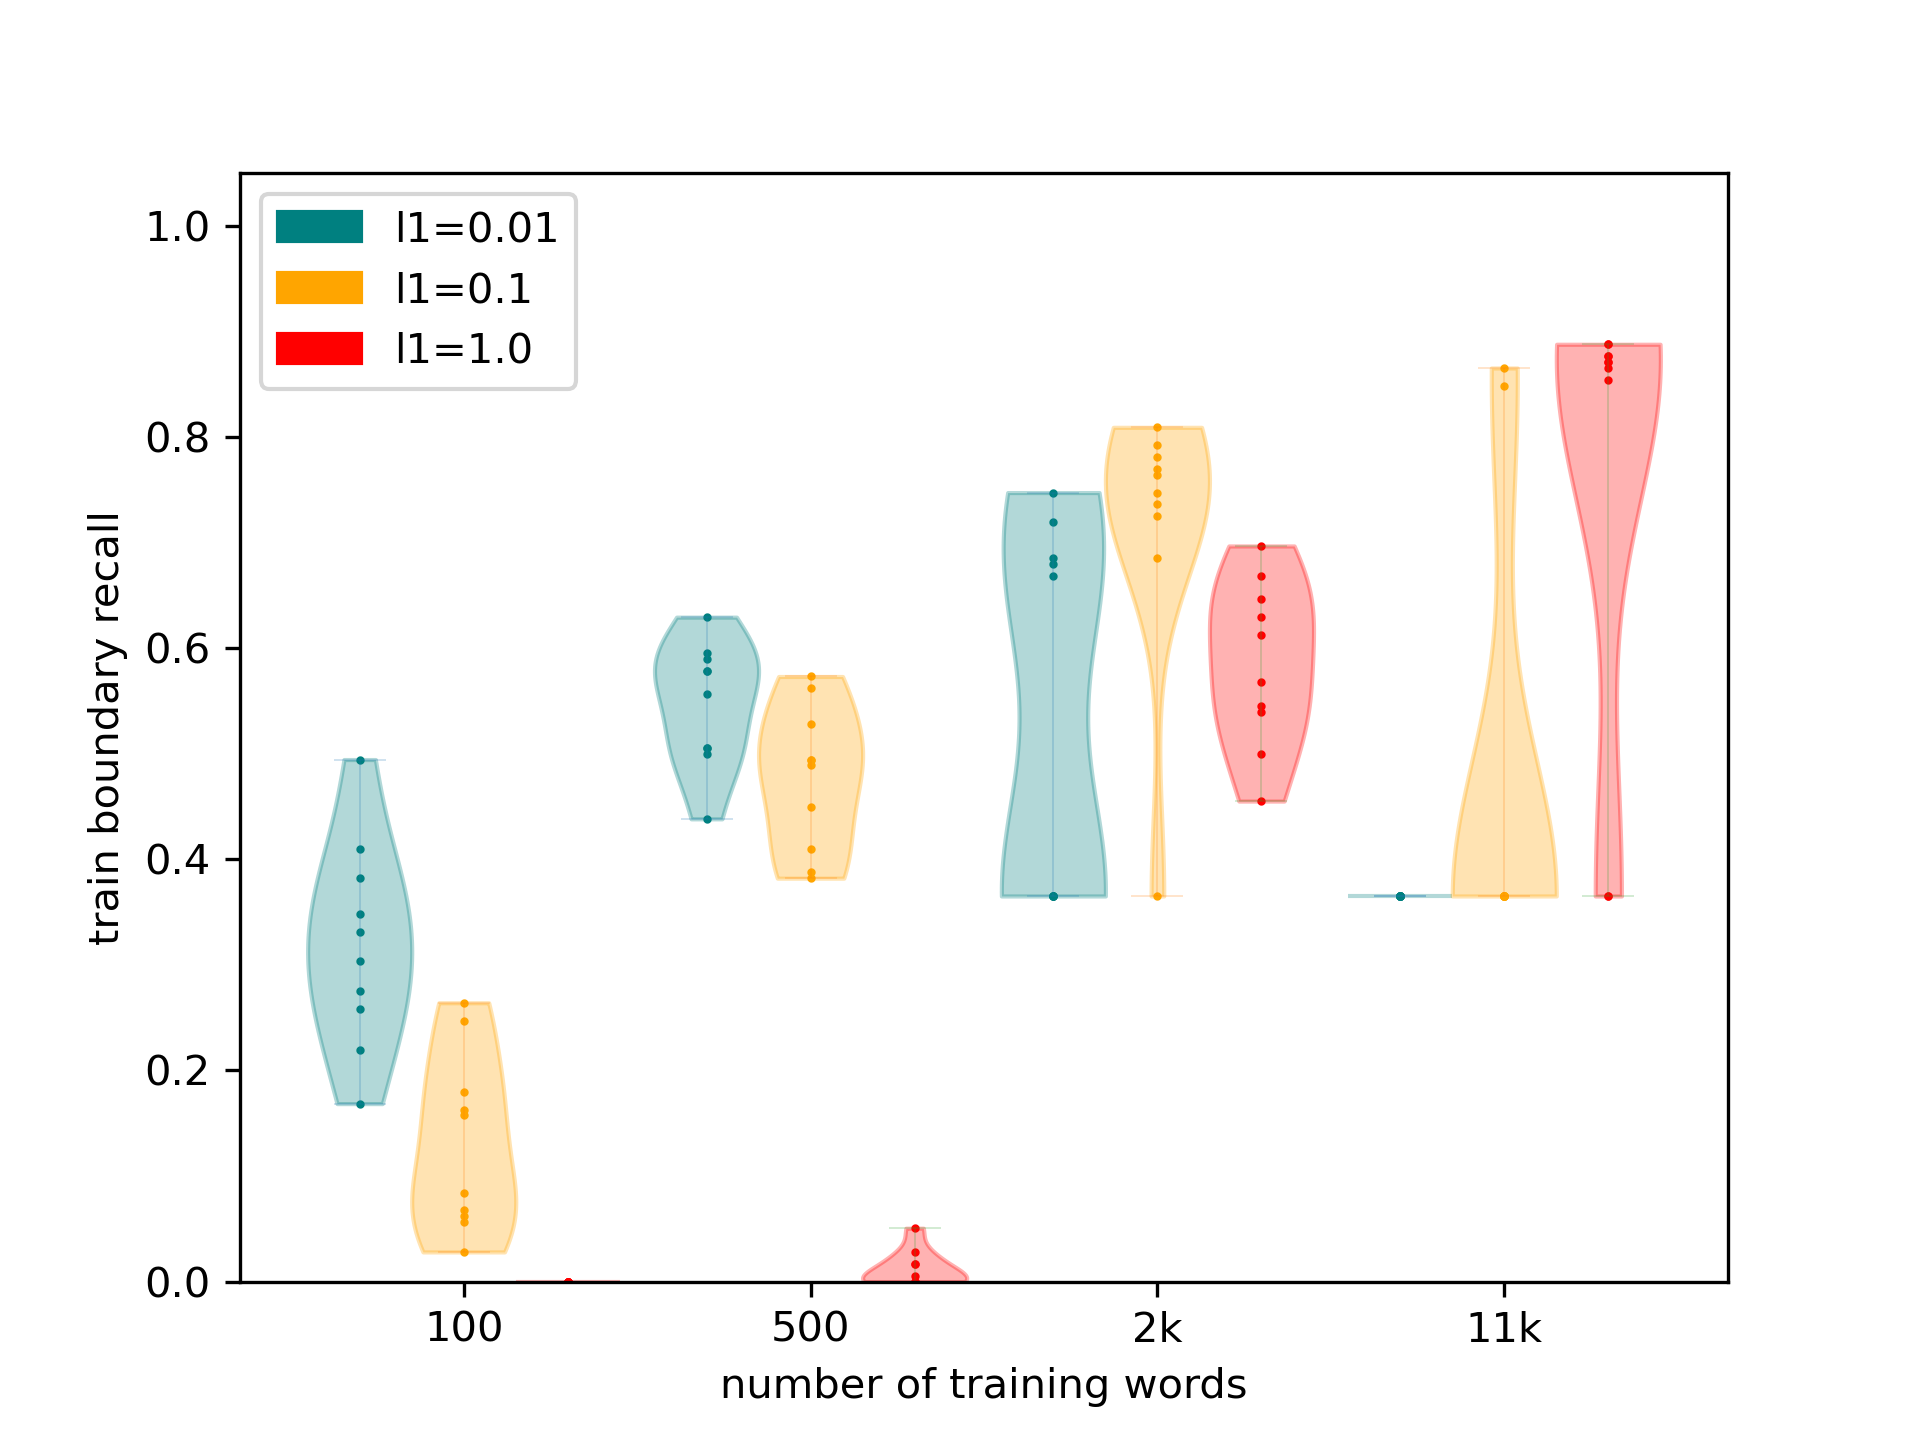 l1=0.01
l1=0.1
l1=1.0
1.0
0.8
0.6
0.4
0.2
0.0
train boundary recall
100 500 2k 11k
number of training words